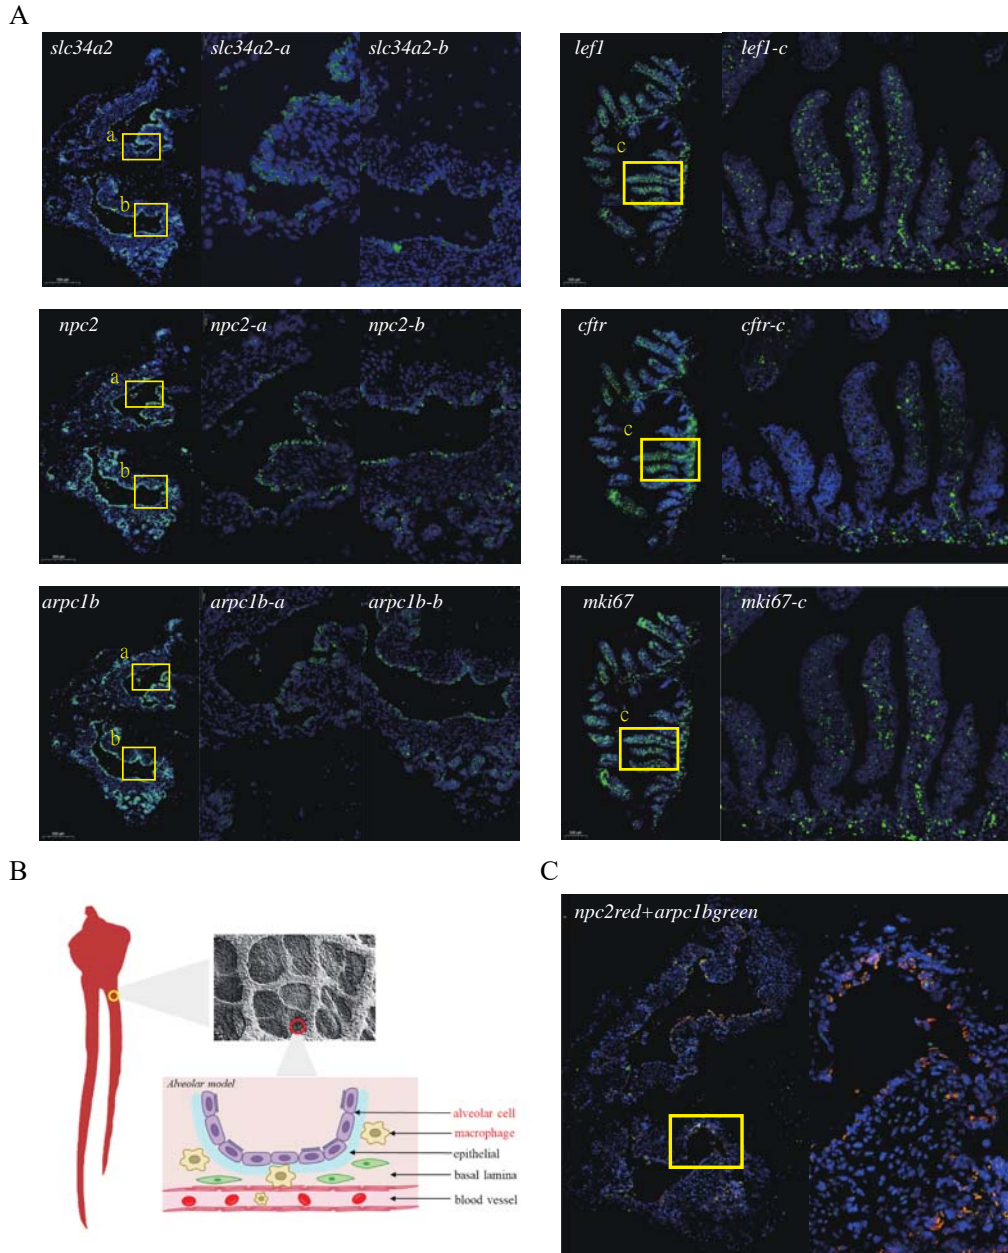 A
slc34a2
slc34a2-a
slc34a2-b
a
b
lef1
lef1-c
c
npc2
npc2-a
npc2-b
a
b
cftr
cftr-c
c
arpc1b
arpc1b-a
arpc1b-b
a
b
mki67
mki67-c
c
B
Alveolar model
alveolar cell
macrophage
epithelial
basal lamina
blood vessel
C
npc2red+arpc1bgreen